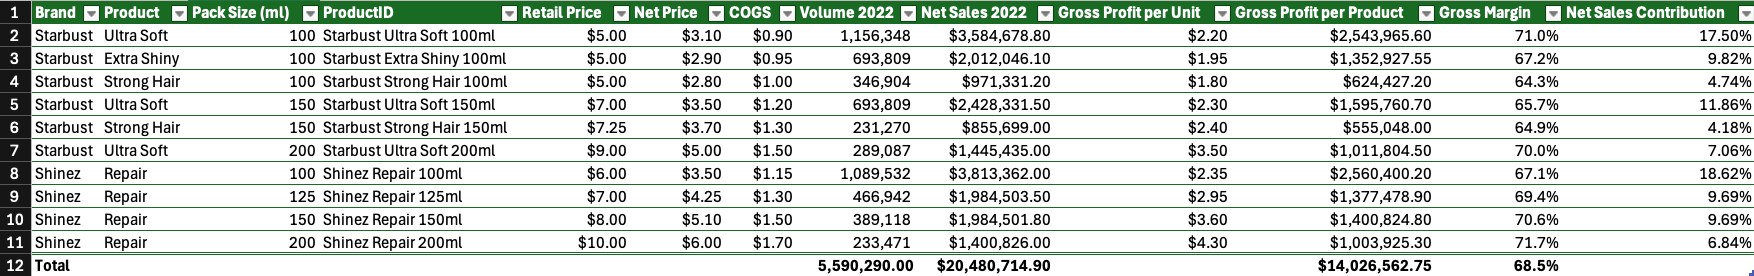 1 Brand Product Pack Size (ml) ProductID Retail Price Net Price COGS Volume 2022 Net Sales 2022 Gross Profit per Unit Gross Profit per Product Gross Margin Net Sales Contribution
2 Starbust Ultra Soft 100 Starbust Ultra Soft 100ml $5.00 $3.10 $0.90 1,156,348 $3,584,678.80 $2.20 $2,543,965.60 71.0% 17.50%
3 Starbust Extra Shiny 100 Starbust Extra Shiny 100ml $5.00 $2.90 $0.95 693,809 $2,012,046.10 $1.95 $1,352,927.55 67.2% 9.82%
4 Starbust Strong Hair 100 Starbust Strong Hair 100ml $5.00 $2.80 $1.00 346,904 $971,331.20 $1.80 $624,427.20 64.3% 4.74%
5 Starbust Ultra Soft 150 Starbust Ultra Soft 150ml $7.00 $3.50 $1.20 693,809 $2,428,331.50 $2.30 $1,595,760.70 65.7% 11.86%
6 Starbust Strong Hair 150 Starbust Strong Hair 150ml $7.25 $3.70 $1.30 231,270 $855,699.00 $2.40 $555,048.00 64.9% 4.18%
7 Starbust Ultra Soft 200 Starbust Ultra Soft 200ml $9.00 $5.00 $1.50 289,087 $1,445,435.00 $3.50 $1,011,804.50 70.0% 7.06%
8 Shinez Repair 100 Shinez Repair 100ml $6.00 $3.50 $1.15 1,089,532 $3,813,362.00 $2.35 $2,560,400.20 67.1% 18.62%
9 Shinez Repair 125 Shinez Repair 125ml $7.00 $4.25 $1.30 466,942 $1,984,503.50 $2.95 $1,377,478.90 69.4% 9.69%
10 Shinez Repair 150 Shinez Repair 150ml $8.00 $5.10 $1.50 389,118 $1,984,501.80 $3.60 $1,400,824.80 70.6% 9.69%
11 Shinez Repair 200 Shinez Repair 200ml $10.00 $6.00 $1.70 233,471 $1,400,826.00 $4.30 $1,003,925.30 71.7% 6.84%
12 Total 5,590,290.00 $20,480,714.90 $14,026,562.75 68.5%